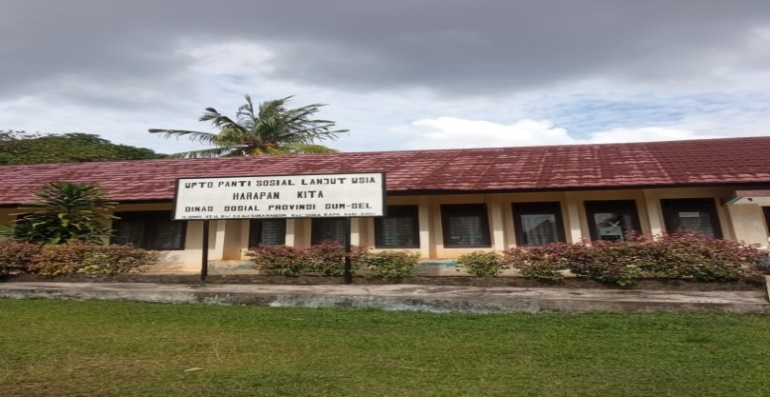 UPTD PANTI SOSIAL LANJUT USIA
HARAPAN KITA
DINAS SOSIAL PROVINSI SUM-SEL